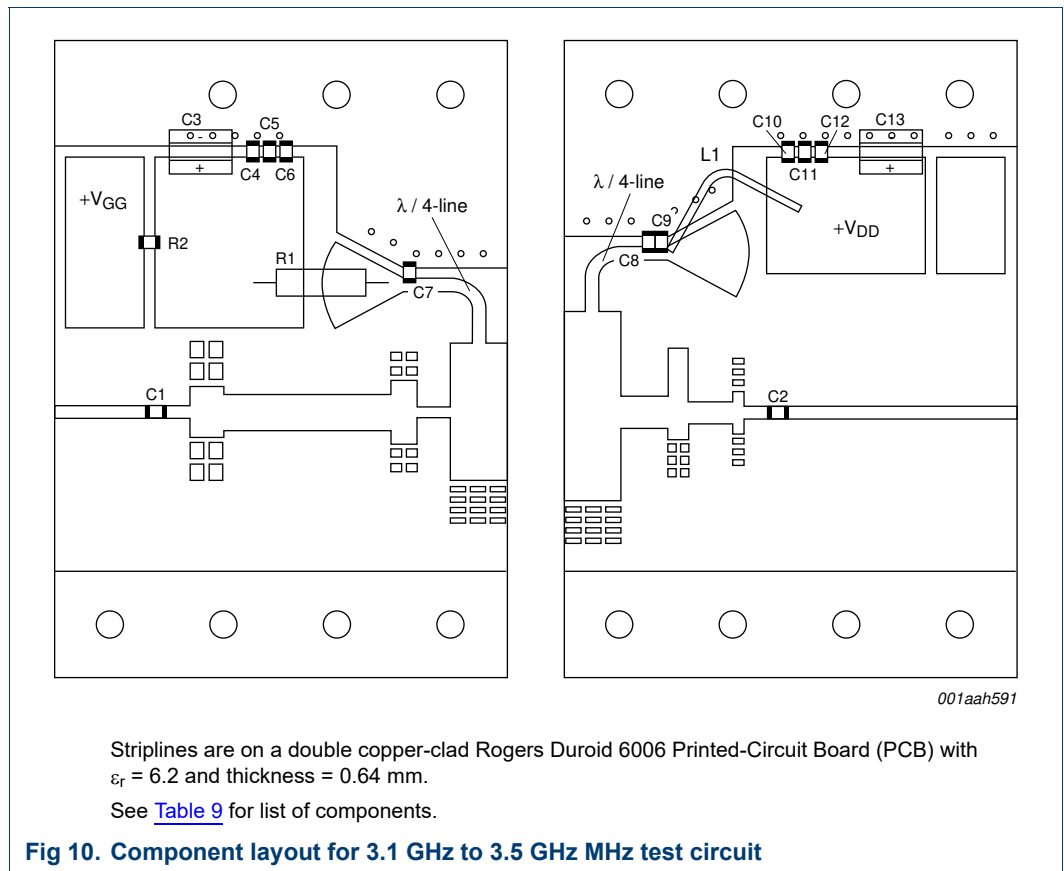 C3
-
+
C5
C4 C6
+VGG
R2
R1
λ / 4-line
C7
C1
C10 C12 C13
C11
+
L1
λ / 4-line
C9
C8
+VDD
C2
001aah591
Striplines are on a double copper-clad Rogers Duroid 6006 Printed-Circuit Board (PCB) with
εr = 6.2 and thickness = 0.64 mm.
See Table 9 for list of components.
Fig 10. Component layout for 3.1 GHz to 3.5 GHz MHz test circuit